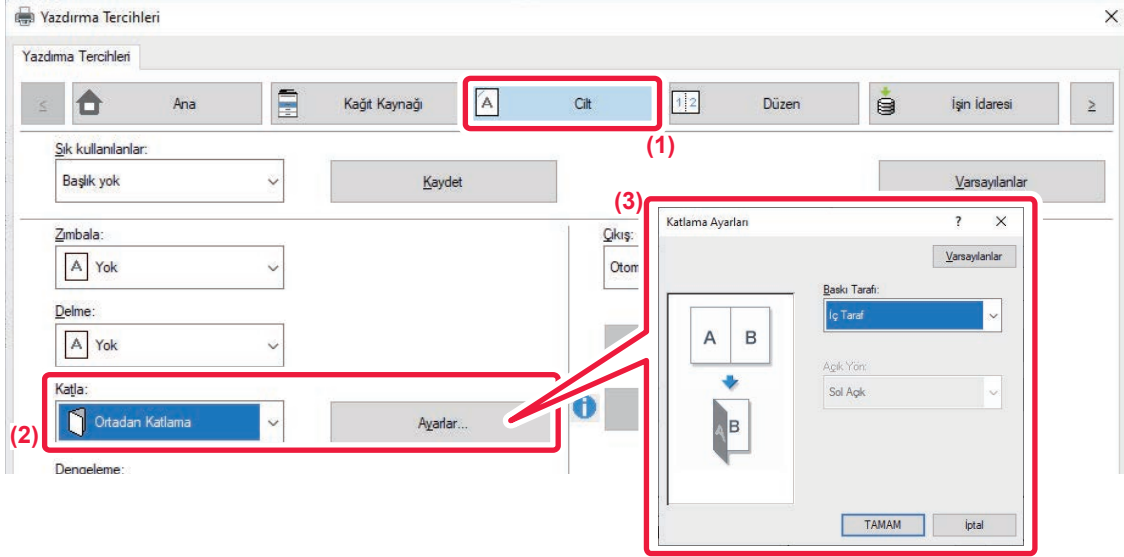 Yazdırma Tercihleri
Yazdırma Tercihleri
<
Ana
Kağıt Kaynağı
A
Cilt
1 2
Düzen
İşin İdaresi
>
(1)
Sık kullanılanlar:
Başlık yok
Kaydet
Varsayılanlar
(3)
Zımbala:
A Yok
Çıkış:
Otom
Delme:
A Yok
Katla:
(2)
Ortadan Katlama
Ayarlar...
Dengeleme:
Katlama Ayarları
?
Varsayılanlar
Baskı Tarafı:
İç Taraf
A B
Açık Yön:
Sol Açık
A B
TAMAM
İptal